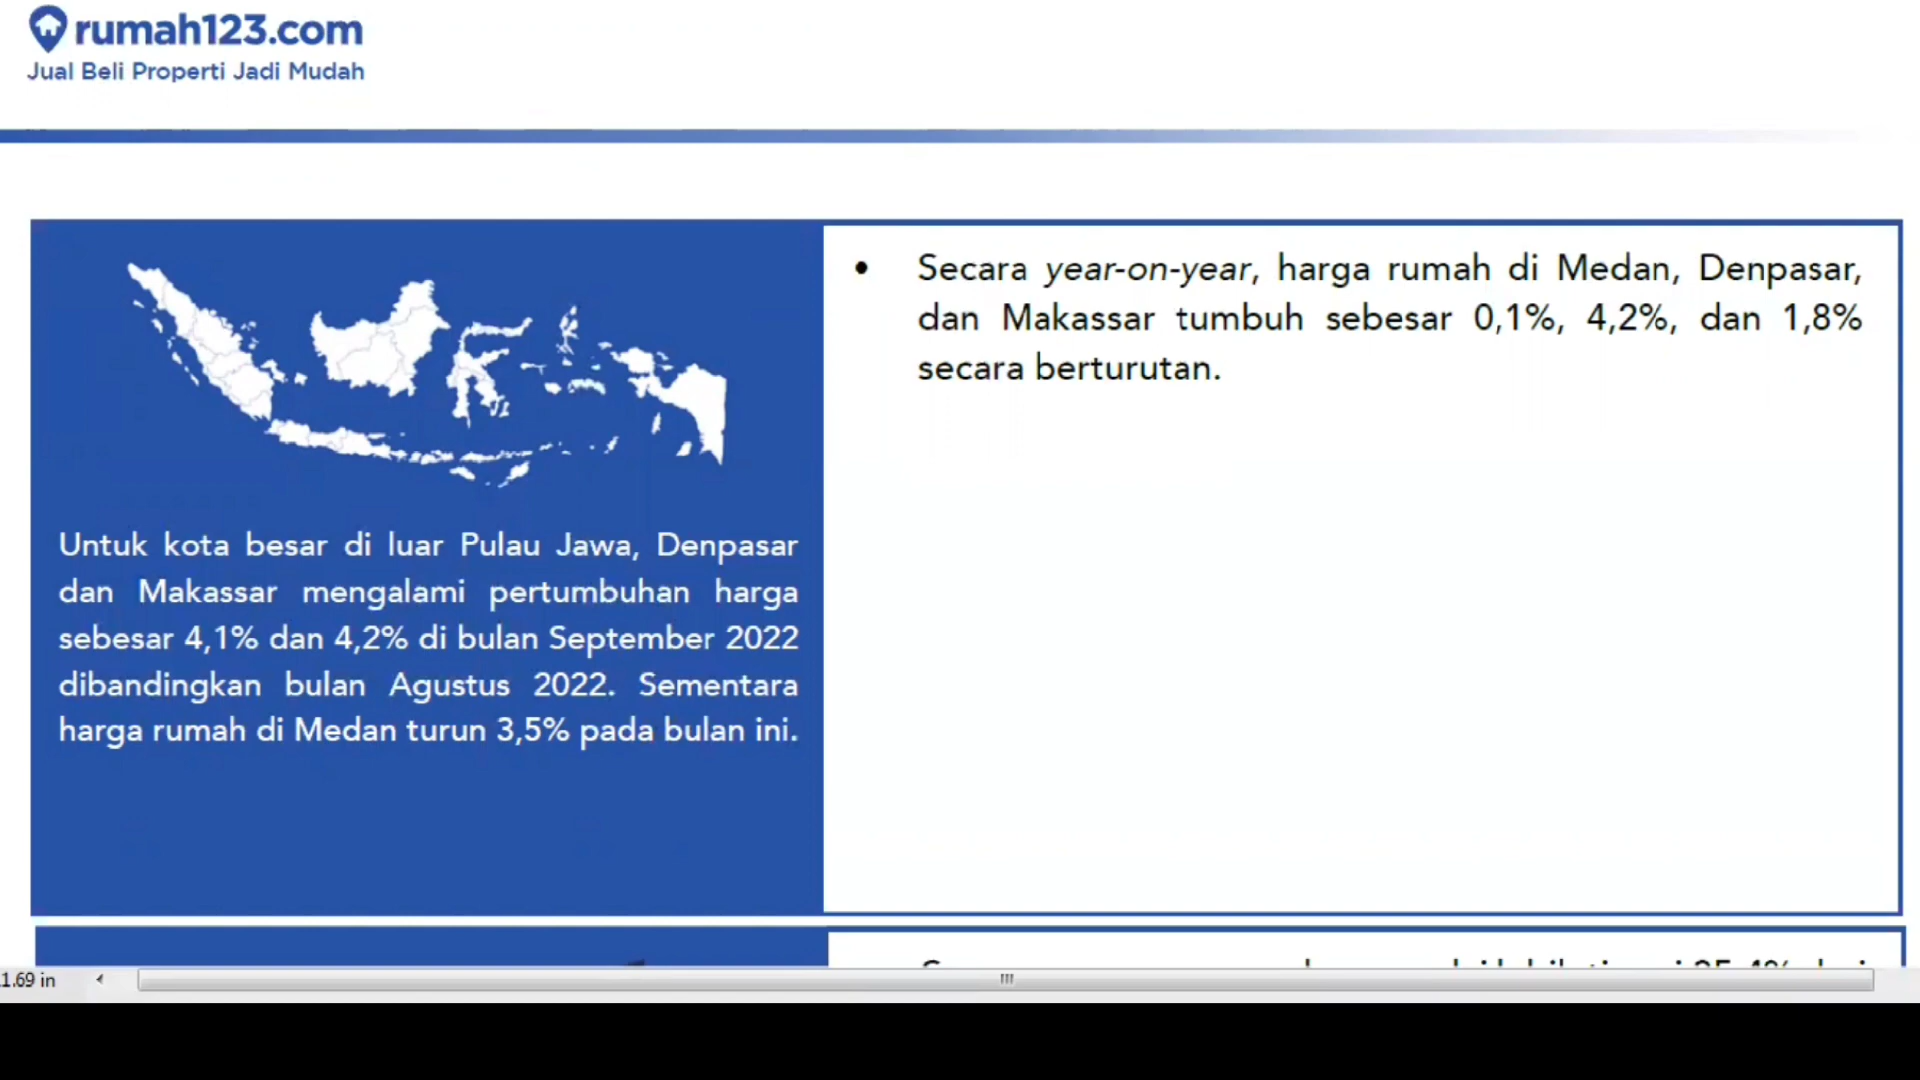 rumah123.com
Jual Beli Properti Jadi Mudah
Untuk kota besar di luar Pulau Jawa, Denpasar
dan Makassar mengalami pertumbuhan harga
sebesar 4,1% dan 4,2% di bulan September 2022
dibandingkan bulan Agustus 2022. Sementara
harga rumah di Medan turun 3,5% pada bulan ini.
• Secara year-on-year, harga rumah di Medan, Denpasar,
dan Makassar tumbuh sebesar 0,1%, 4,2%, dan 1,8%
secara berturutan.
1.69 in